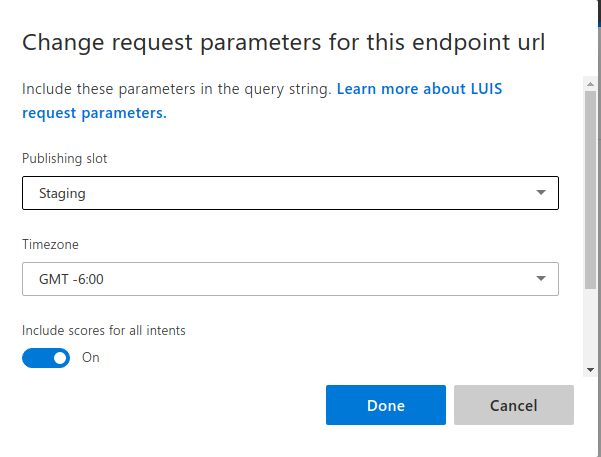 Change request parameters for this endpoint url
Include these parameters in the query string. Learn more about LUIS
request parameters.
Publishing slot
Staging
Timezone
GMT -6:00
Include scores for all intents
On
Done Cancel